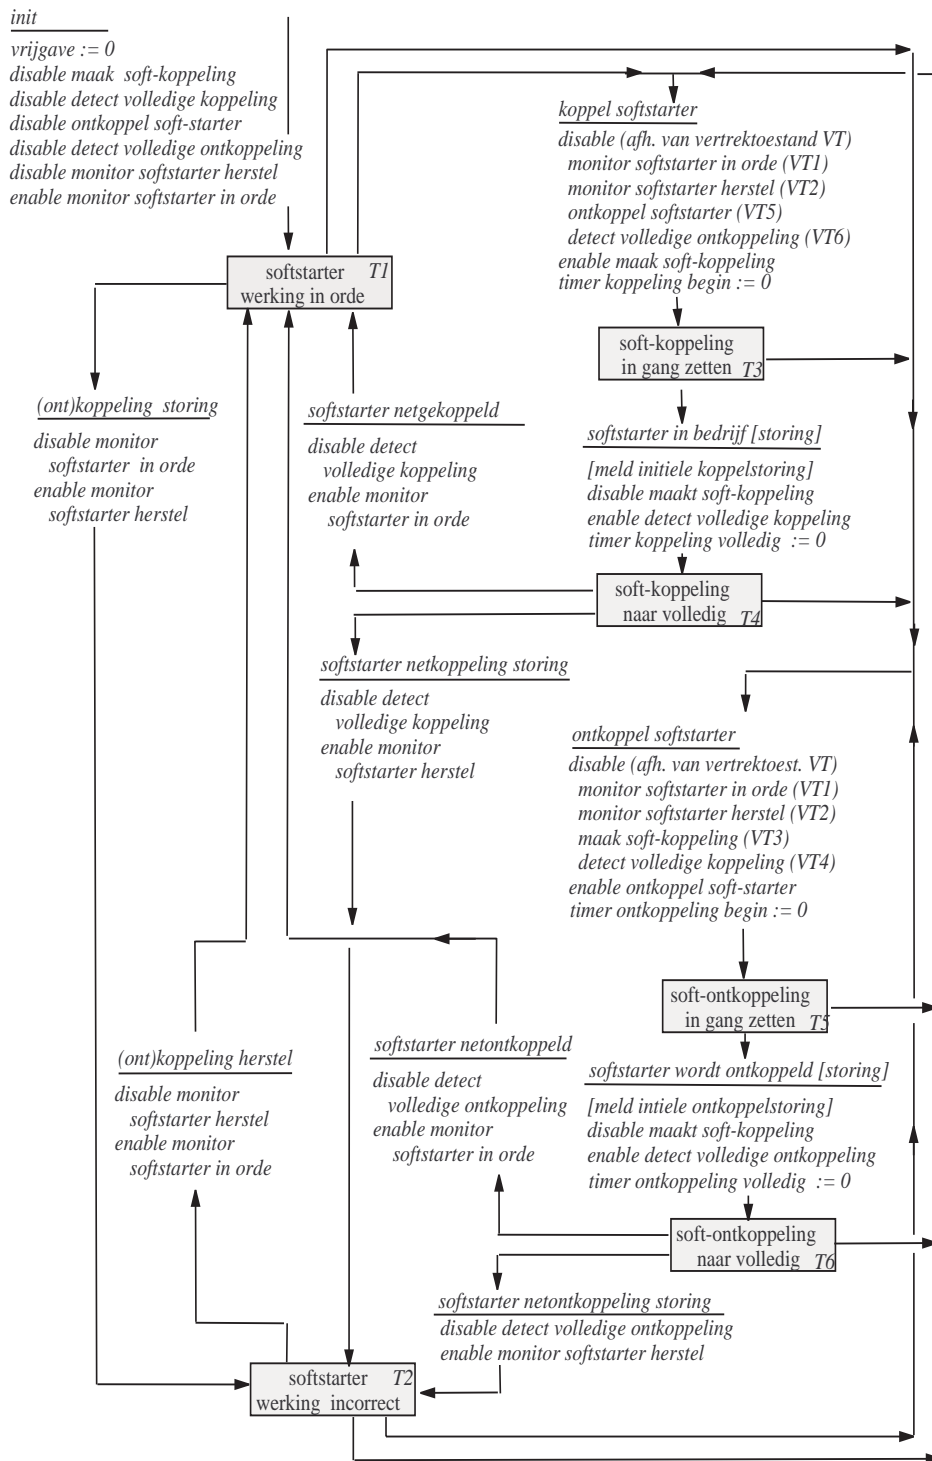 init
vrijgave := 0
disable maak soft-koppeling
disable detect volledige koppeling
disable ontkoppel soft-starter
disable detect volledige ontkoppeling
disable monitor softstarter herstel
enable monitor softstarter in orde
koppel softstarter
disable (afh. van vertrektoestand VT)
monitor softstarter in orde (VT1)
monitor softstarter herstel (VT2)
ontkoppel softstarter (VT5)
detect volledige ontkoppeling (VT6)
enable maak soft-koppeling
timer koppeling begin := 0
softstarter T1
werking in orde
soft-koppeling
in gang zetten T3
(ont)koppeling storing
disable monitor
softstarter in orde
enable monitor
softstarter herstel
softstarter netgekoppeld
disable detect
volledige koppeling
enable monitor
softstarter in orde
softstarter in bedrijf [storing]
[meld initiele koppelstoring]
disable maakt soft-koppeling
enable detect volledige koppeling
timer koppeling volledig := 0
soft-koppeling
naar volledig T4
softstarter netkoppeling storing
disable detect
volledige koppeling
enable monitor
softstarter herstel
ontkoppel softstarter
disable (afh. van vertrektoest. VT)
monitor softstarter in orde (VT1)
monitor softstarter herstel (VT2)
maak soft-koppeling (VT3)
detect volledige koppeling (VT4)
enable ontkoppel soft-starter
timer ontkoppeling begin := 0
soft-ontkoppeling
in gang zetten T5
(ont)koppeling herstel
disable monitor
softstarter herstel
enable monitor
softstarter in orde
softstarter netontkoppeld
disable detect
volledige ontkoppeling
enable monitor
softstarter in orde
softstarter wordt ontkoppeld [storing]
[meld intiele ontkoppelstoring]
disable maakt soft-koppeling
enable detect volledige ontkoppeling
timer ontkoppeling volledig := 0
soft-ontkoppeling
naar volledig T6
softstarter netontkoppeling storing
disable detect volledige ontkoppeling
enable monitor softstarter herstel
softstarter T2
werking incorrect